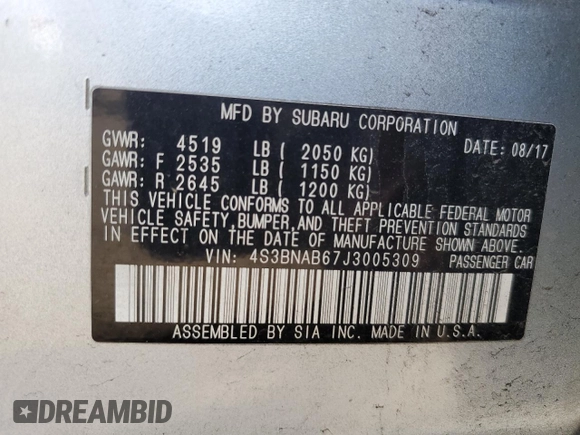 MFD BY SUBARU CORPORATION
GVWR: 4519 LB ( 2050 KG) DATE: 08/17
GAWR: F 2535 LB ( 1150 KG)
GAWR: R 2645 LB ( 1200 KG)
THIS VEHICLE CONFORMS TO ALL APPLICABLE FEDERAL MOTOR
VEHICLE SAFETY, BUMPER, AND THEFT PREVENTION STANDARDS
IN EFFECT ON THE DATE OF MANUFACTURE SHOWN ABOVE.
VIN: 4S3BNAB67J3005309 PASSENGER CAR
ASSEMBLED BY SIA INC. MADE IN U.S.A.
DREAMBID